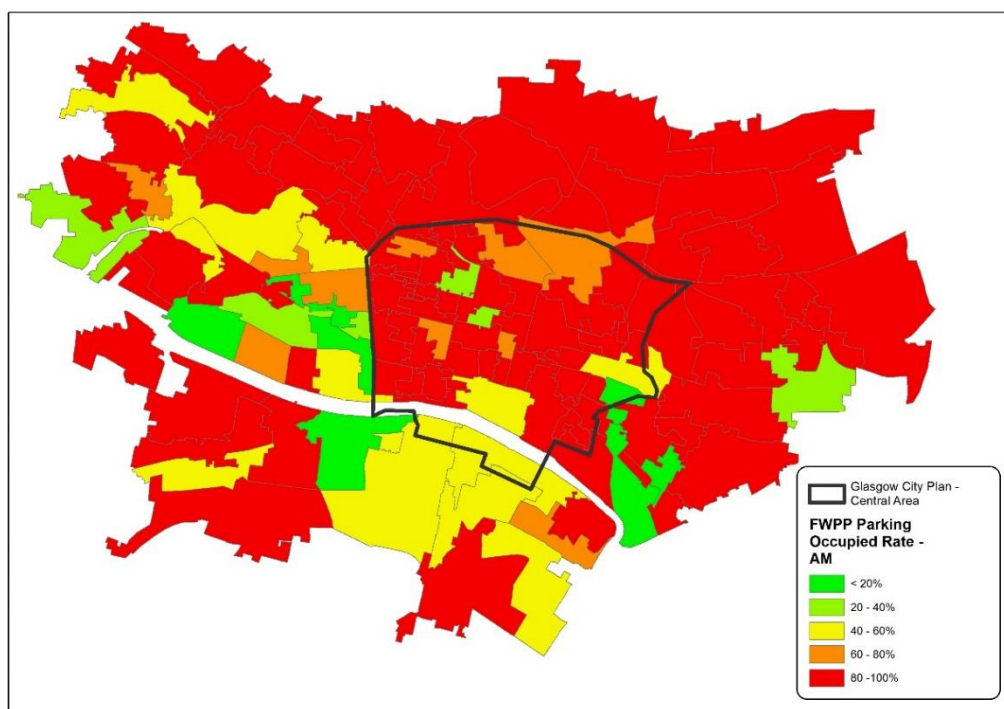 Glasgow City Plan -
Central Area
FWPP Parking
Occupied Rate -
AM
< 20%
20 - 40%
40 - 60%
60 - 80%
80 -100%